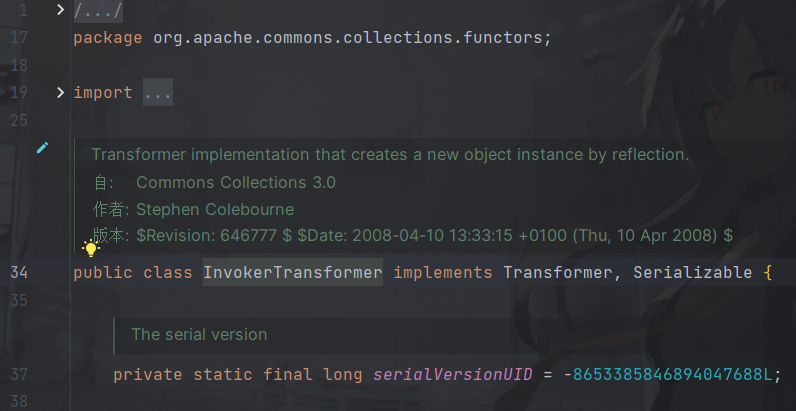 1 /.../
17 package org.apache.commons.collections.functors;
18
19 import ...
25
Transformer implementation that creates a new object instance by reflection.
自: Commons Collections 3.0
作者: Stephen Colebourne
版本: $Revision: 646777 $ $Date: 2008-04-10 13:33:15 +0100 (Thu, 10 Apr 2008) $
34 public class InvokerTransformer implements Transformer, Serializable {
35
The serial version
37 private static final long serialVersionUID = -8653385846894047688L;
38